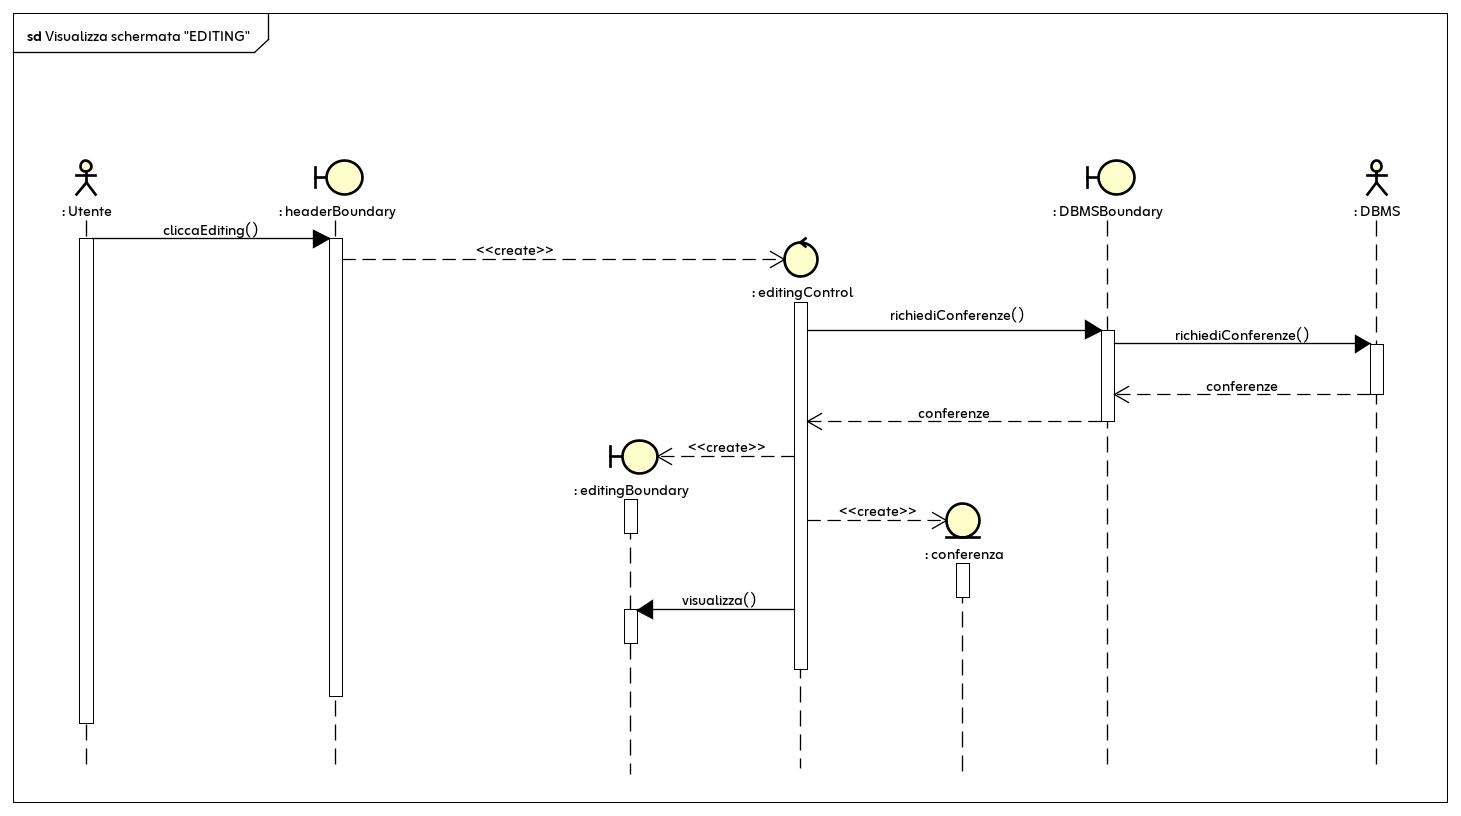 sd Visualizza schermata "EDITING"
: Utente
: headerBoundary
: DBMSBoundary
: DBMS
cliccaEditing()
<<create>>
: editingControl
richiediConferenze()
richiediConferenze()
conferenze
conferenze
<<create>>
: editingBoundary
<<create>>
: conferenza
visualizza()